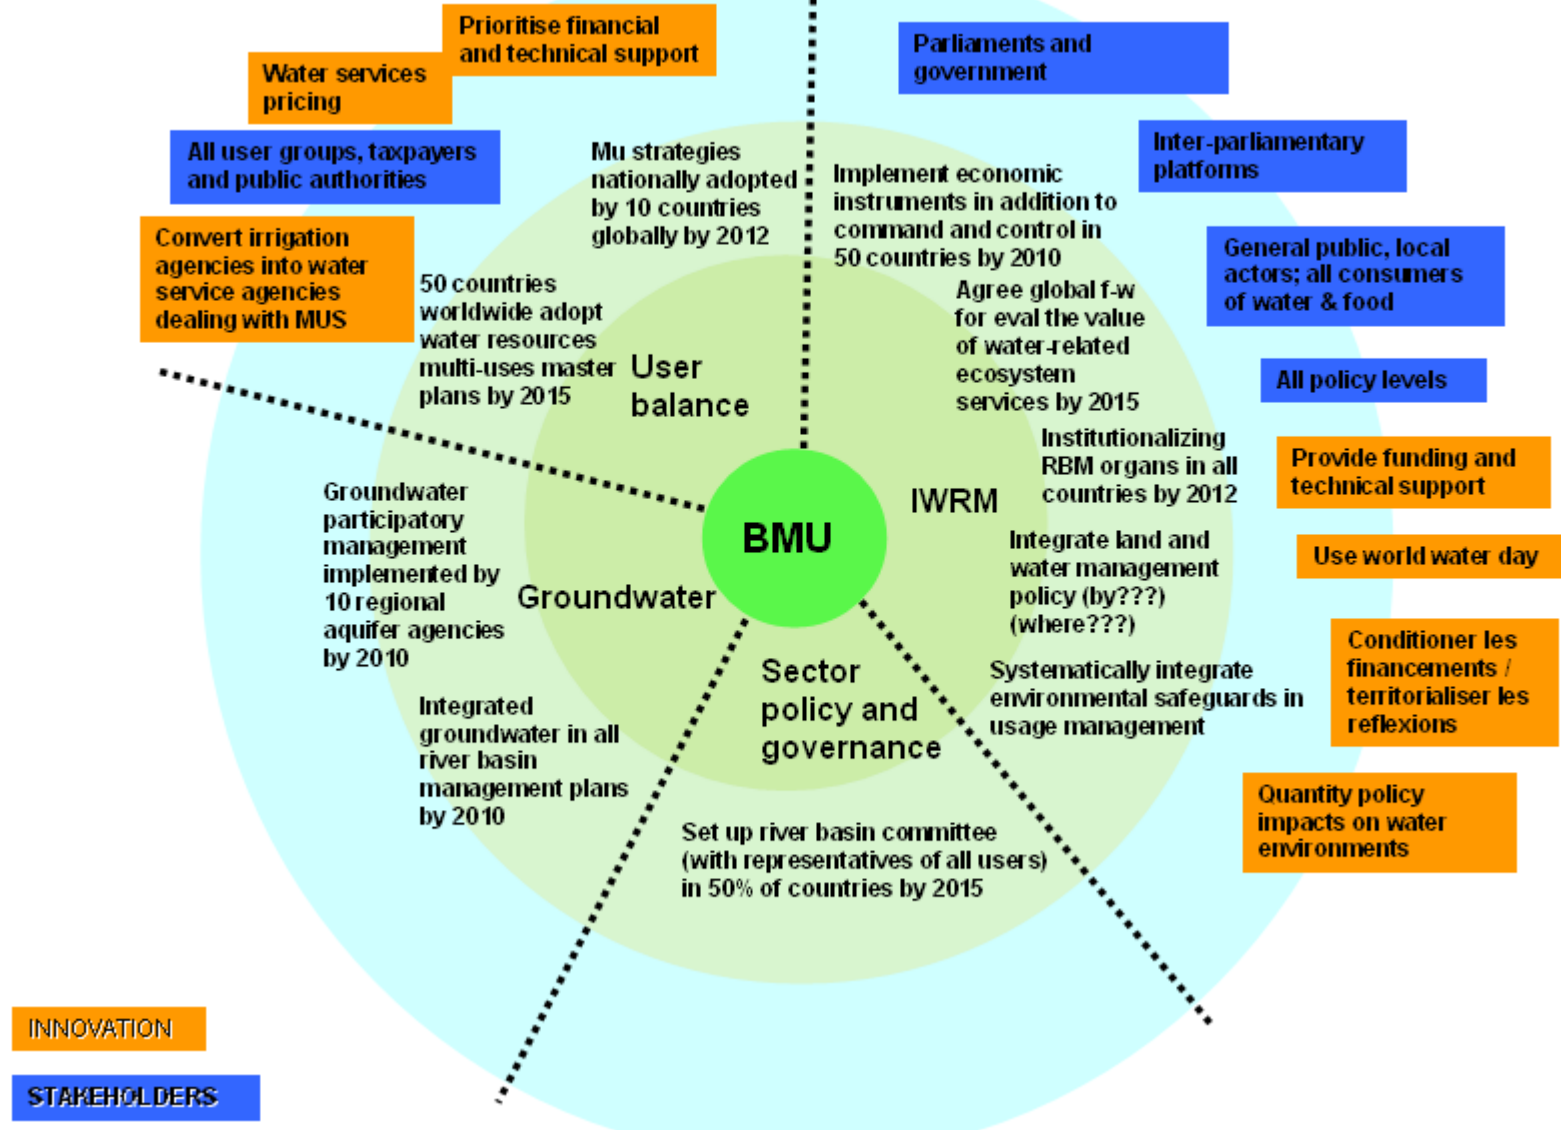 Prioritise financial
and technical support
Water services
pricing
All user groups, taxpayers
and public authorities
Convert irrigation
agencies into water
service agencies
dealing with MUS
Mu strategies
nationally adopted
by 10 countries
globally by 2012
50 countries
worldwide adopt
water resources
multi-uses master
plans by 2015
User
balance
Parliaments and
government
Inter-parliamentary
platforms
General public, local
actors; all consumers
of water & food
All policy levels
Provide funding and
technical support
Use world water day
Conditioner les
financements /
territorialiser les
reflexions
Quantity policy
impacts on water
environments
Implement economic
instruments in addition to
command and control in
50 countries by 2010
Agree global f-w
for eval the value
of water-related
ecosystem
services by 2015
Institutionalizing
RBM organs in all
countries by 2012
IWRM
Integrate land and
water management
policy (by???)
(where???)
Systematically integrate
environmental safeguards in
usage management
BMU
Groundwater
participatory
management
implemented by
10 regional
aquifer agencies
by 2010
Groundwater
Integrated
groundwater in all
river basin
management plans
by 2010
Sector
policy and
governance
Set up river basin committee
(with representatives of all users)
in 50% of countries by 2015
INNOVATION
STAKEHOLDERS